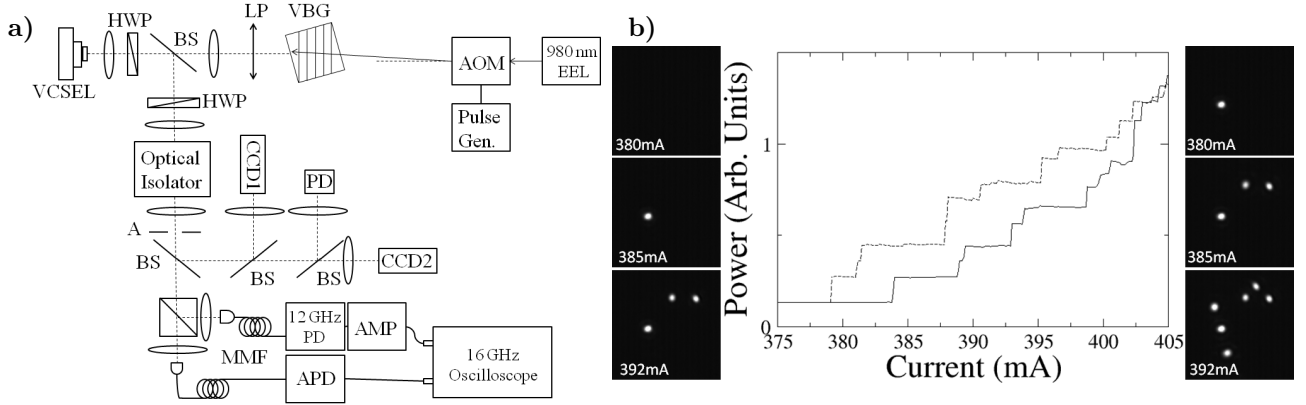 a)
HWP
BS
LP
VBG
VCSEL
AOM
980 nm
EEL
HWP
Pulse
Gen.
Optical
Isolator
CCD1
PD
A
BS
BS
BS
CCD2
12 GHz
PD
AMP
MMF
APD
16 GHz
Oscilloscope
b)
380mA
385mA
392mA
Power (Arb. Units)
1
0
375
380
385
390
395
400
405
Current (mA)
380mA
385mA
392mA